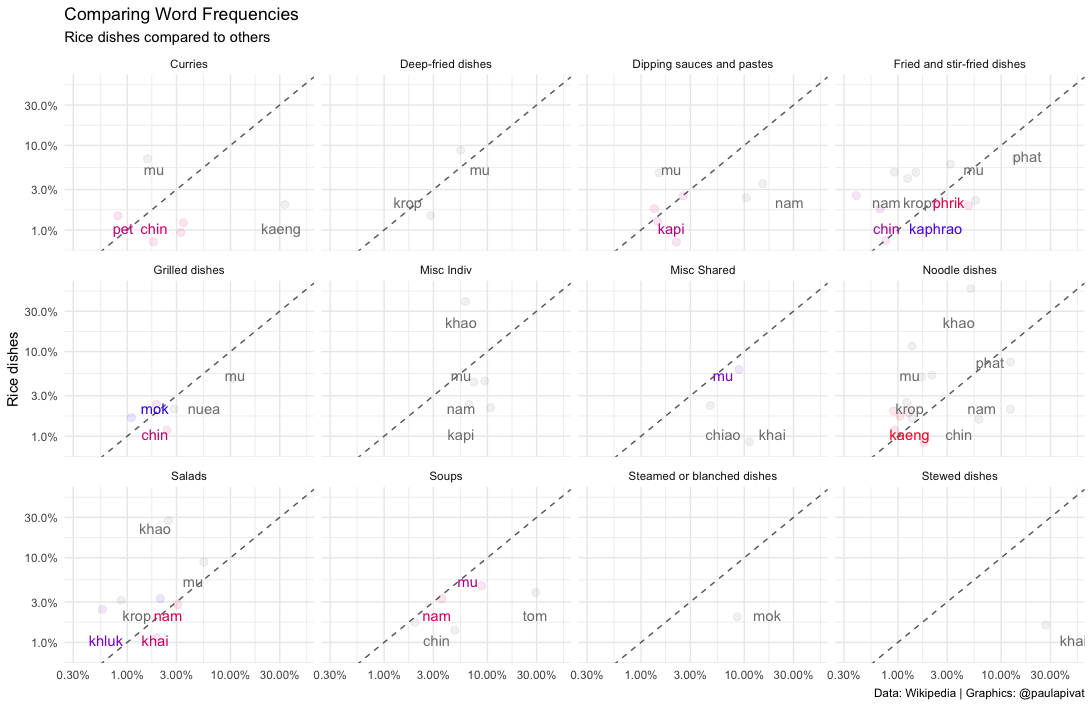 Comparing Word Frequencies
Rice dishes compared to others
Curries Deep-fried dishes Dipping sauces and pastes Fried and stir-fried dishes
30.0%
10.0%
3.0%
1.0%
mu
pet chin kaeng
mu
krop
mu
nam
kapi
phat
mu
nam krop phrik
chin kaphrao
Grilled dishes Misc Indiv Misc Shared Noodle dishes
30.0%
10.0%
3.0%
1.0%
mu
mok nuea
chin
khao
mu
nam
kapi
mu
chiao khai
khao
phat
mu
krop nam
kaeng chin
Rice dishes
Salads Soups Steamed or blanched dishes Stewed dishes
30.0%
10.0%
3.0%
1.0%
khao
mu
krop nam
khluk khai
mu
nam tom
chin
mok
khai
0.30% 1.00% 3.00% 10.00% 30.00% 0.30% 1.00% 3.00% 10.00% 30.00% 0.30% 1.00% 3.00% 10.00% 30.00% 0.30% 1.00% 3.00% 10.00% 30.00%
Data: Wikipedia | Graphics: @paulapivat